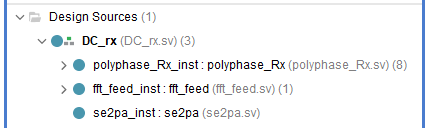 Design Sources (1)
DC_rx (DC_rx.sv) (3)
polyphase_Rx_inst : polyphase_Rx (polyphase_Rx.sv) (8)
fft_feed_inst : fft_feed (fft_feed.sv) (1)
se2pa_inst : se2pa (se2pa.sv)